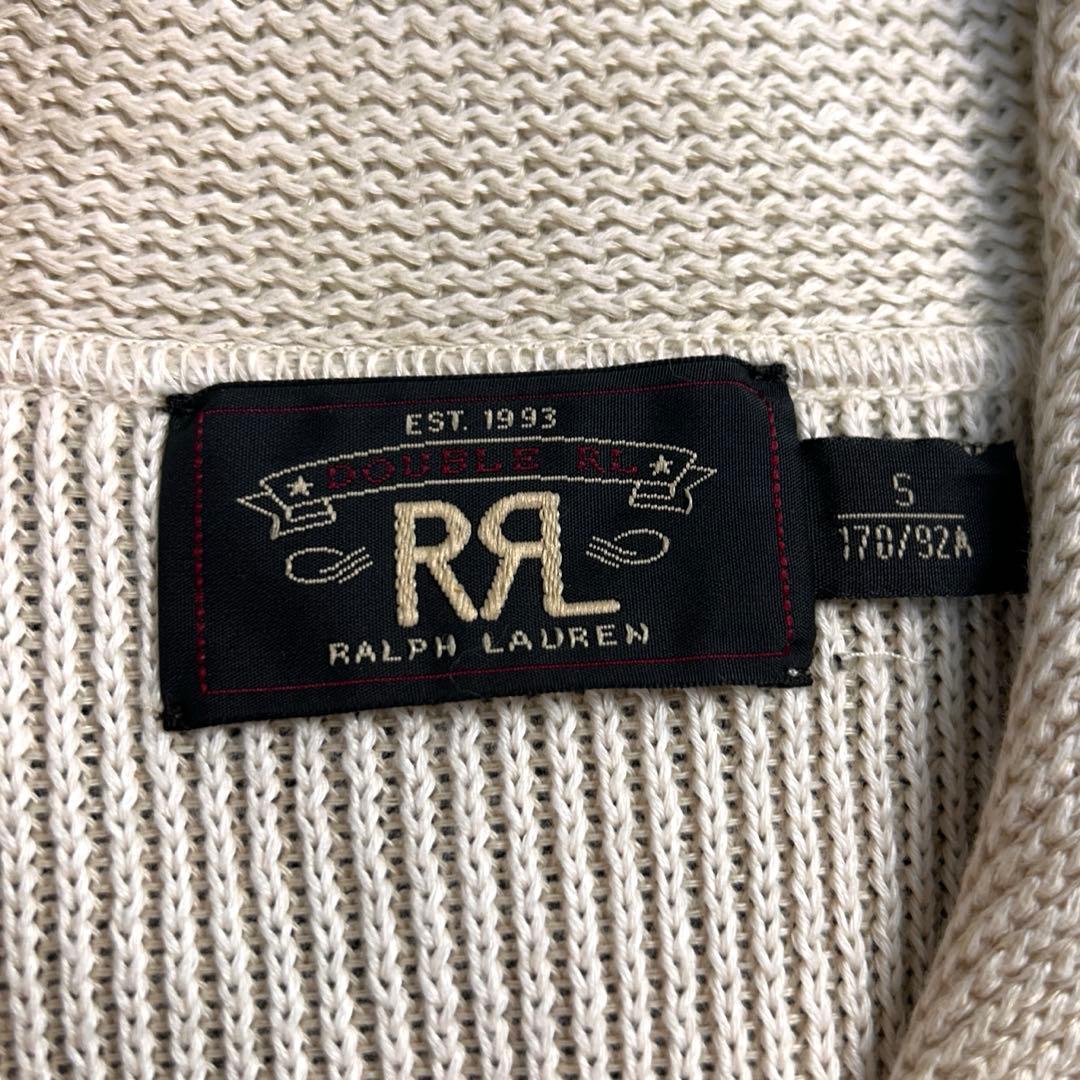 EST. 1993
DOUBLE RL
RRL
RALPH LAUREN
S
170/92A